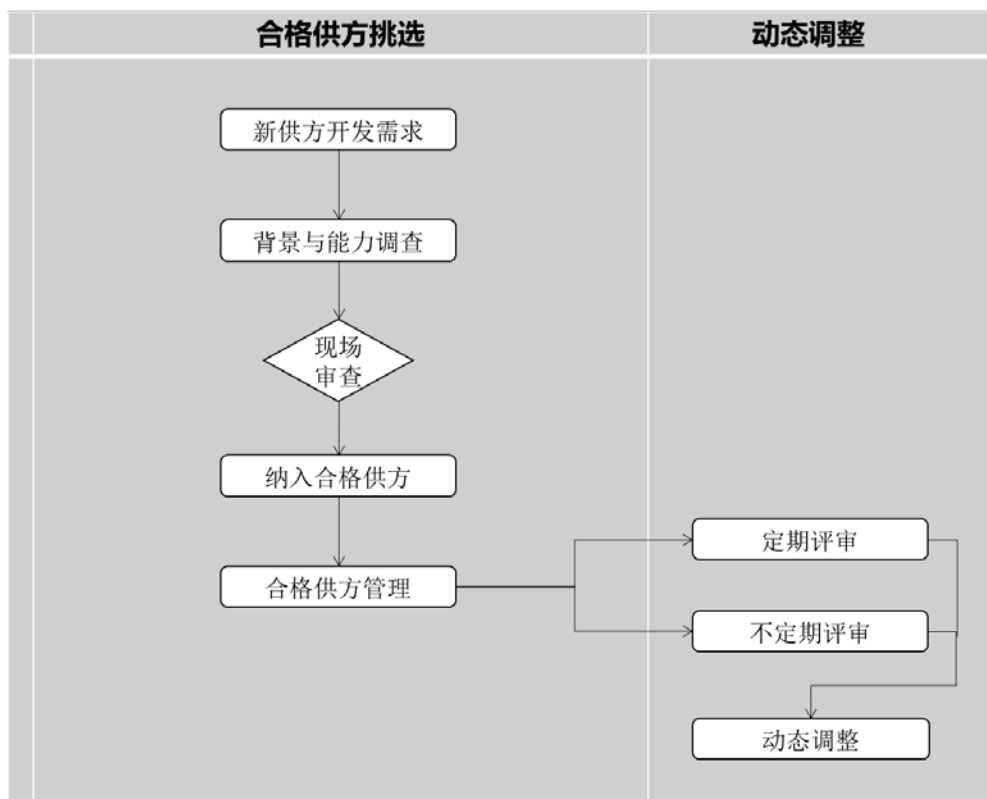 合格供方挑选
动态调整
新供方开发需求
背景与能力调查
现场
审查
纳入合格供方
合格供方管理
定期评审
不定期评审
动态调整